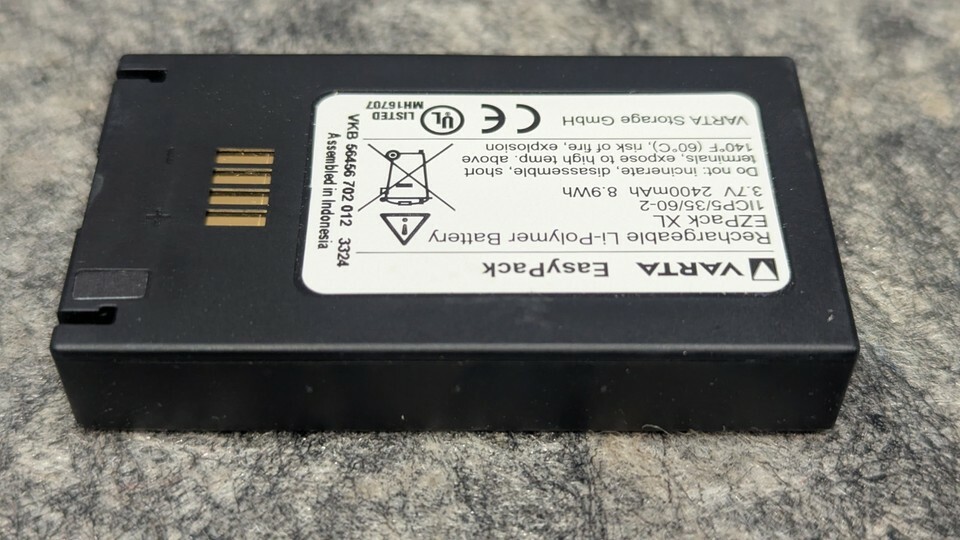 VARTA EasyPack
Rechargeable Li-Polymer Battery
EZPack XL
1ICP5/35/60-2
3.7V 2400mAh 8.9Wh
Do not: incinerate, disassemble, short
terminals, expose to high temp. above
140°F (60°C), risk of fire, explosion
VARTA Storage GmbH
CE
UL
LISTED
MH16707
VKB 56456 702 012 3324
Assembled in Indonesia
+